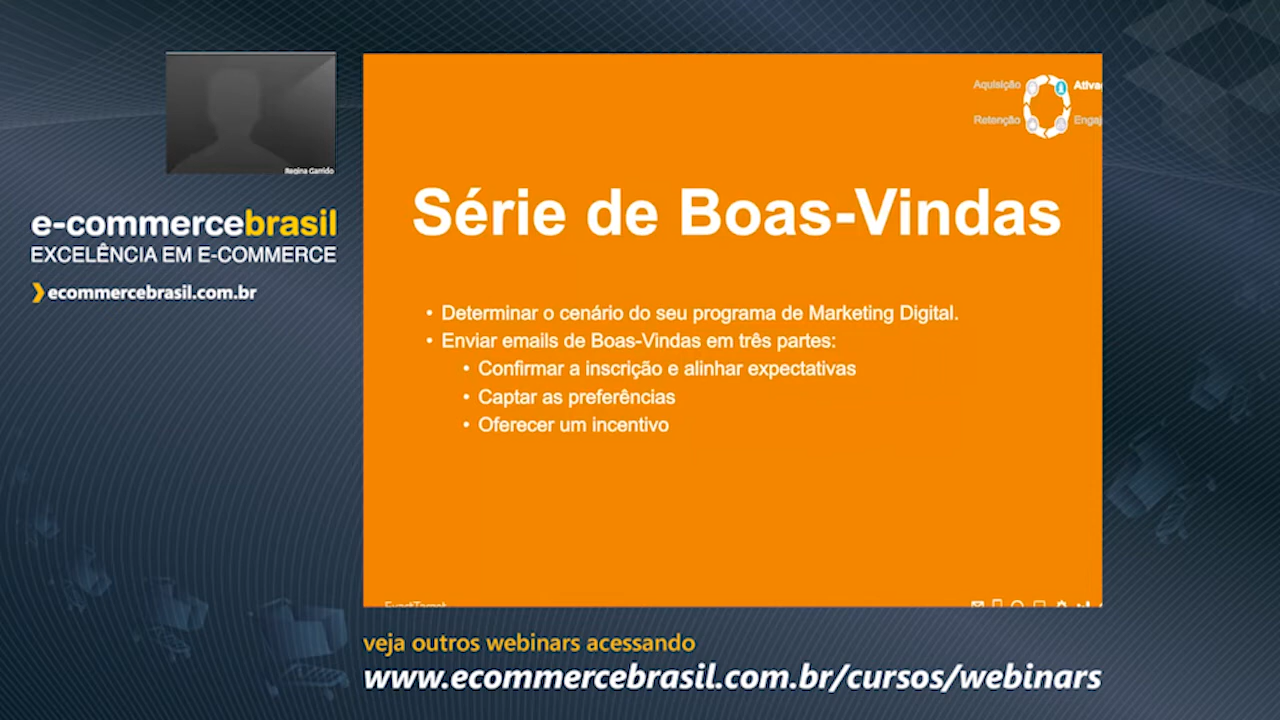 Regina Garrido
e-commercebrasil
EXCELÊNCIA EM E-COMMERCE
ecommercebrasil.com.br
Aquisição
Retenção
Série de Boas-Vindas
• Determinar o cenário do seu programa de Marketing Digital.
• Enviar emails de Boas-Vindas em três partes:
• Confirmar a inscrição e alinhar expectativas
• Captar as preferências
• Oferecer um incentivo
veja outros webinars acessando
www.ecommercebrasil.com.br/cursos/webinars